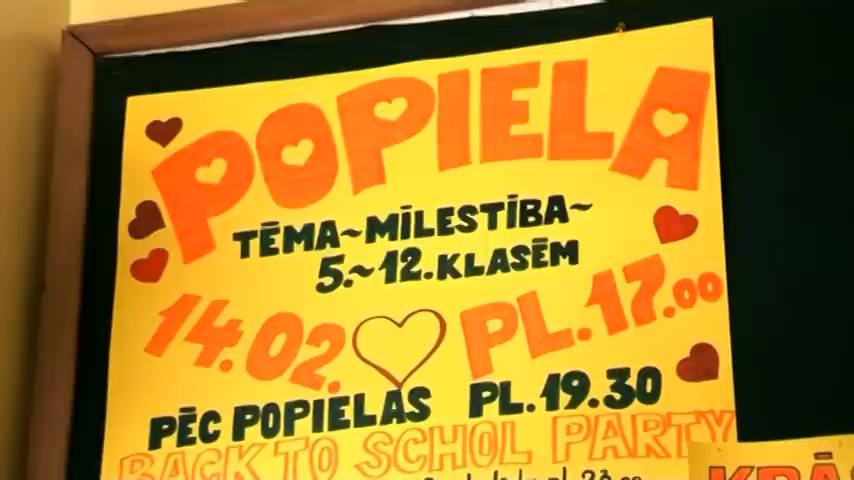 POPIELA
TĒMA~MĪLESTĪBA~
5.~12.KLASĒM
14.02. PL.17.00
PĒC POPIELAS PL.19.30
BACK TO SCHOL PARTY